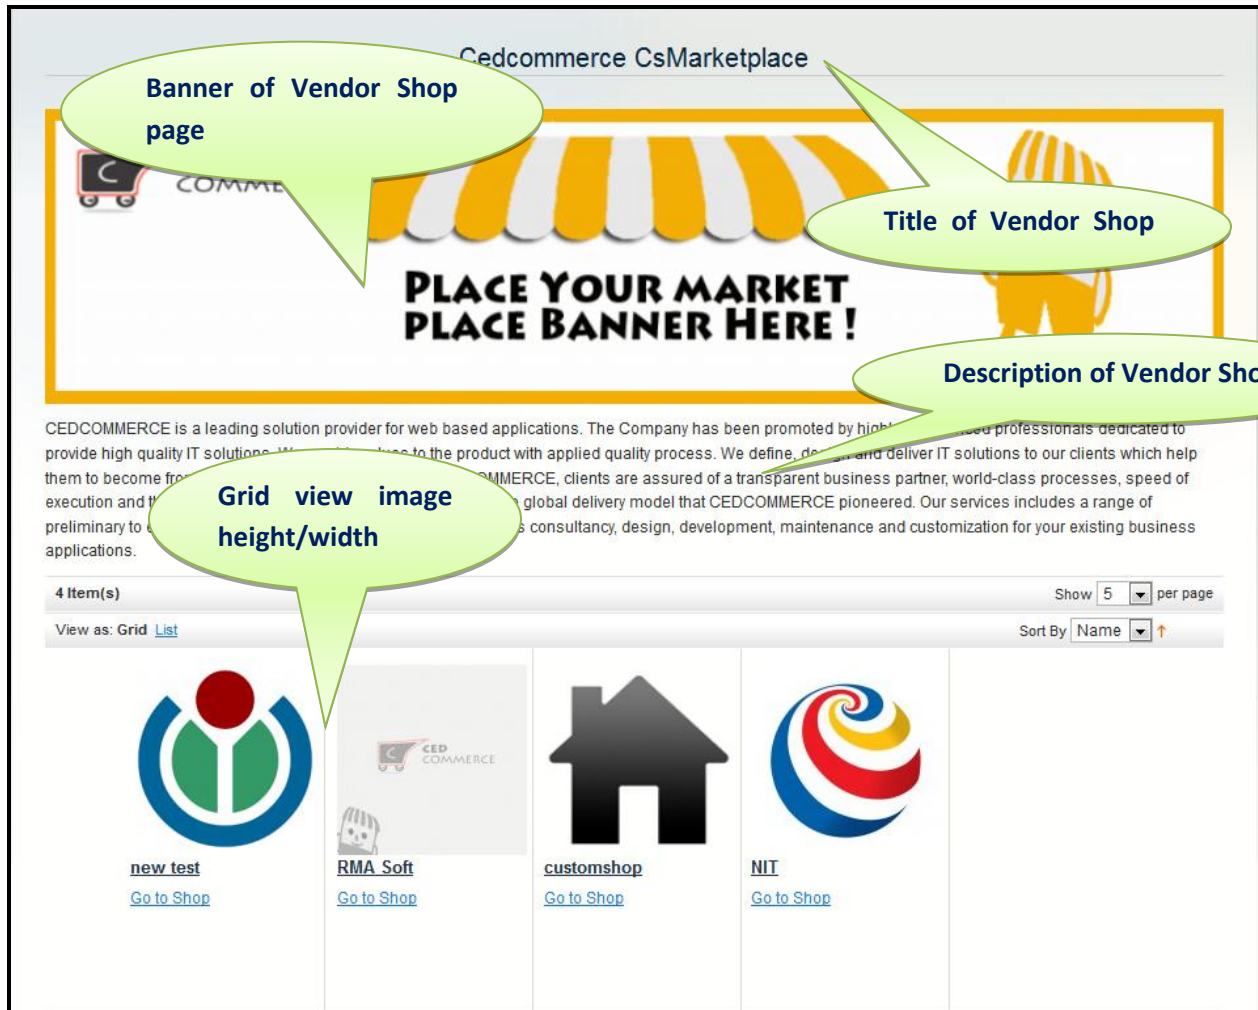 Cedcommerce CsMarketplace
Banner of Vendor Shop
page
C
COMME
Title of Vendor Shop
PLACE YOUR MARKET
PLACE BANNER HERE !
Description of Vendor Sho
CEDCOMMERCE is a leading solution provider for web based applications. The Company has been promoted by professionals dedicated to
provide high quality IT solutions to the product with applied quality process. We define, and deliver IT solutions to our clients which help
them to become clients are assured of a transparent business partner, world-class processes, speed of
execution and global delivery model that CEDCOMMERCE pioneered. Our services includes a range of
preliminary to consultancy, design, development, maintenance and customization for your existing business
applications.
Grid view image
height/width
4 Item(s)
Show 5 per page
View as: Grid List
Sort By Name
C CED
COMMERCE
new test
RMA Soft
customshop
NIT
Go to Shop
Go to Shop
Go to Shop
Go to Shop